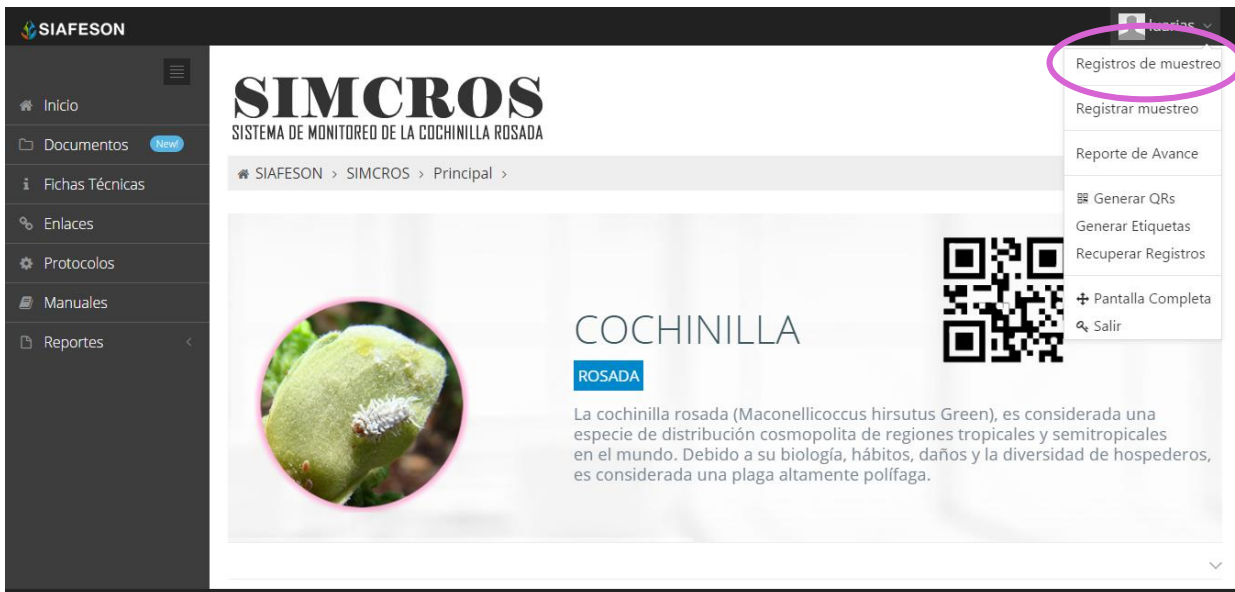 SIAFESON
luarias
Inicio
Documentos New!
Fichas Técnicas
Enlaces
Protocolos
Manuales
Reportes
SIMCROS
SISTEMA DE MONITOREO DE LA COCHINILLA ROSADA
SIAFESON > SIMCROS > Principal >
Registros de muestreo
Registrar muestreo
Reporte de Avance
Generar QRs
Generar Etiquetas
Recuperar Registros
Pantalla Completa
Salir
COCHINILLA
ROSADA
La cochinilla rosada (Maconellicoccus hirsutus Green), es considerada una
especie de distribución cosmopolita de regiones tropicales y semitropicales
en el mundo. Debido a su biología, hábitos, daños y la diversidad de hospederos,
es considerada una plaga altamente polífaga.